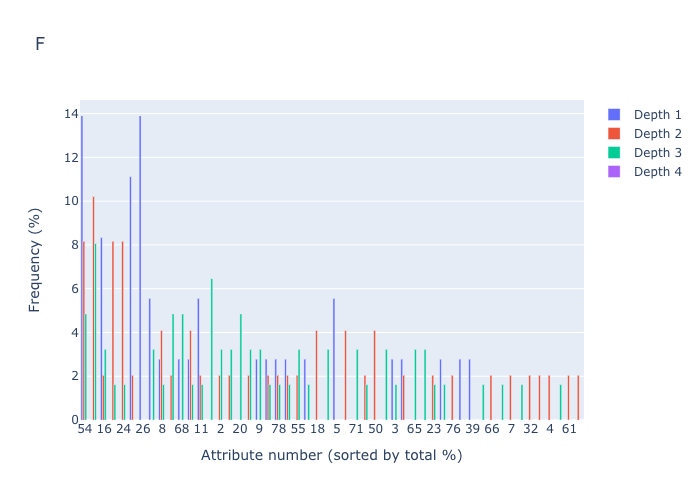 F
Depth 1
Depth 2
Depth 3
Depth 4
Frequency (%)
14
12
10
8
6
4
2
0
54 16 24 26 8 68 11 2 20 9 78 55 18 5 71 50 3 65 23 76 39 66 7 32 4 61
Attribute number (sorted by total %)